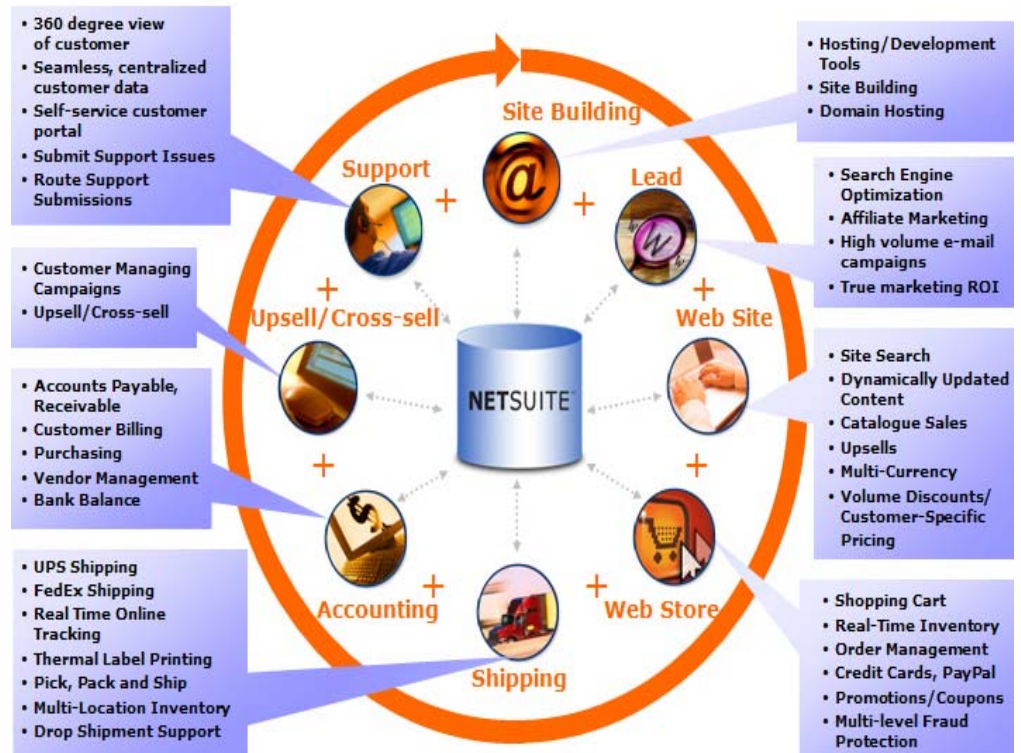 • 360 degree view
of customer
• Seamless, centralized
customer data
• Self-service customer
portal
• Submit Support Issues
• Route Support
Submissions
• Hosting/Development
Tools
• Site Building
• Domain Hosting
Site Building
Support
Lead
+
+
@
• Search Engine
Optimization
• Affiliate Marketing
• High volume e-mail
campaigns
• True marketing ROI
W
• Customer Managing
Campaigns
• Upsell/Cross-sell
+
+
Upsell/Cross-sell
Web Site
NETSUITE™
• Site Search
• Dynamically Updated
Content
• Catalogue Sales
• Upsells
• Multi-Currency
• Volume Discounts/
Customer-Specific
Pricing
• Accounts Payable,
Receivable
• Customer Billing
• Purchasing
• Vendor Management
• Bank Balance
+
+
$
+
+
Accounting
Web Store
Shipping
• UPS Shipping
• FedEx Shipping
• Real Time Online
Tracking
• Thermal Label Printing
• Pick, Pack and Ship
• Multi-Location Inventory
• Drop Shipment Support
• Shopping Cart
• Real-Time Inventory
• Order Management
• Credit Cards, PayPal
• Promotions/Coupons
• Multi-level Fraud
Protection